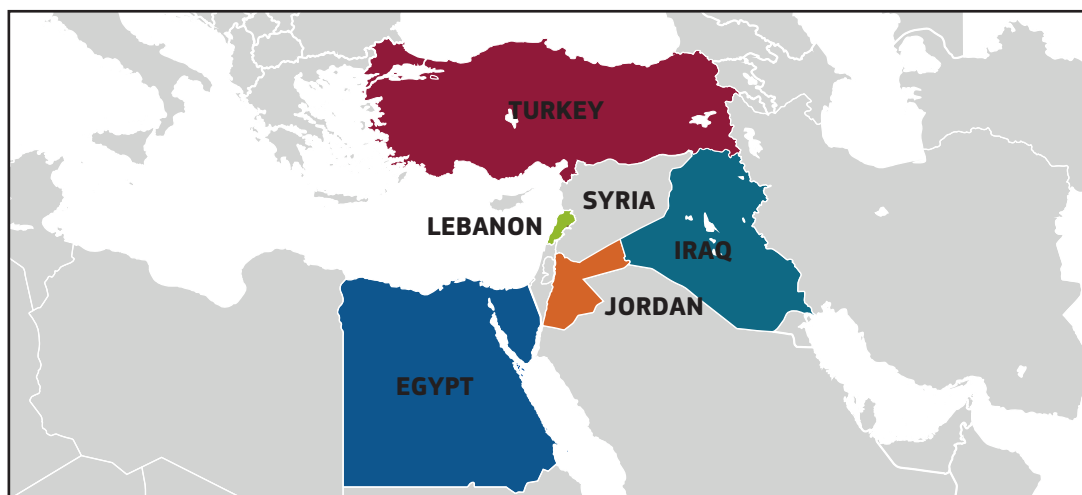 TURKEY
SYRIA
LEBANON
IRAQ
JORDAN
EGYPT